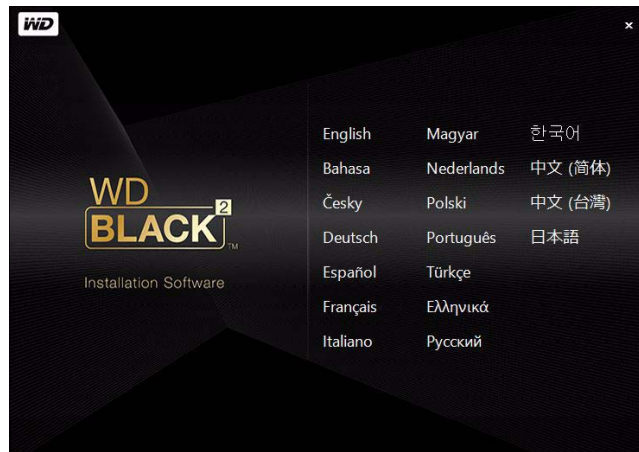 WD
×
WD
BLACK 2 ™
Installation Software
English
Bahasa
Česky
Deutsch
Español
Français
Italiano
Magyar
Nederlands
Polski
Português
Türkçe
Ελληνικά
Русский
한국어
中文 (简体)
中文 (台灣)
日本語